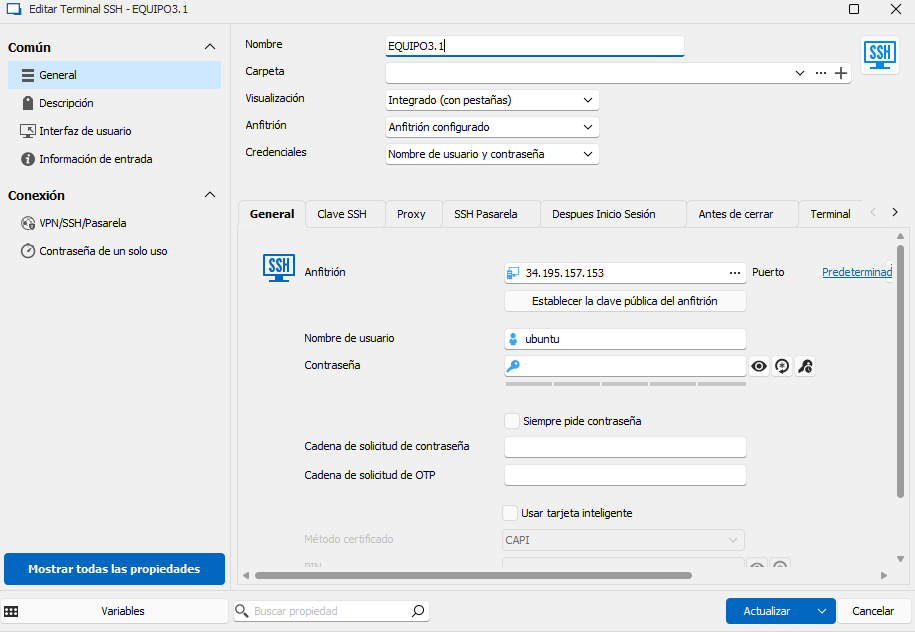 Editar Terminal SSH - EQUIPO3.1
Común
General
Descripción
Interfaz de usuario
Información de entrada
Conexión
VPN/SSH/Pasarela
Contraseña de un solo uso
Mostrar todas las propiedades
Nombre
EQUIPO3.1
Carpeta
Visualización
Integrado (con pestañas)
Anfitrión
Anfitrión configurado
Credenciales
Nombre de usuario y contraseña
SSH
General
Clave SSH
Proxy
SSH Pasarela
Despues Inicio Sesión
Antes de cerrar
Terminal
SSH
Anfitrión
34.195.157.153
Puerto
Predeterminad
Establecer la clave pública del anfitrión
Nombre de usuario
ubuntu
Contraseña
Siempre pide contraseña
Cadena de solicitud de contraseña
Cadena de solicitud de OTP
Usar tarjeta inteligente
Método certificado
CAPI
PIN
Variables
Buscar propiedad
Actualizar
Cancelar